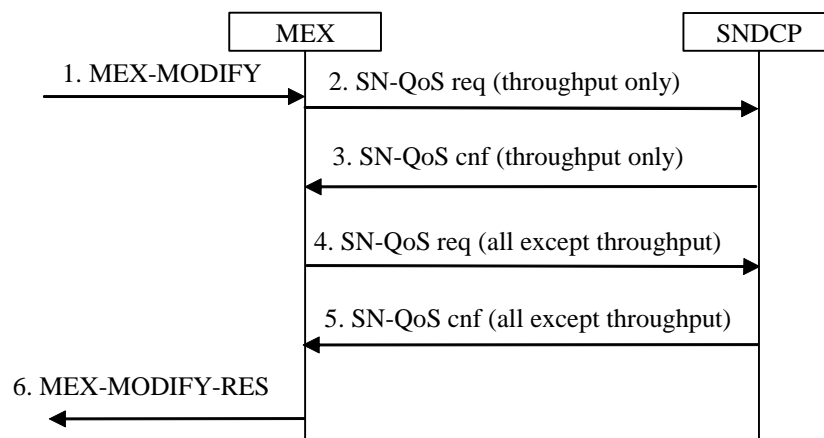 MEX
SNDCP
1. MEX-MODIFY
2. SN-QoS req (throughput only)
3. SN-QoS cnf (throughput only)
4. SN-QoS req (all except throughput)
5. SN-QoS cnf (all except throughput)
6. MEX-MODIFY-RES